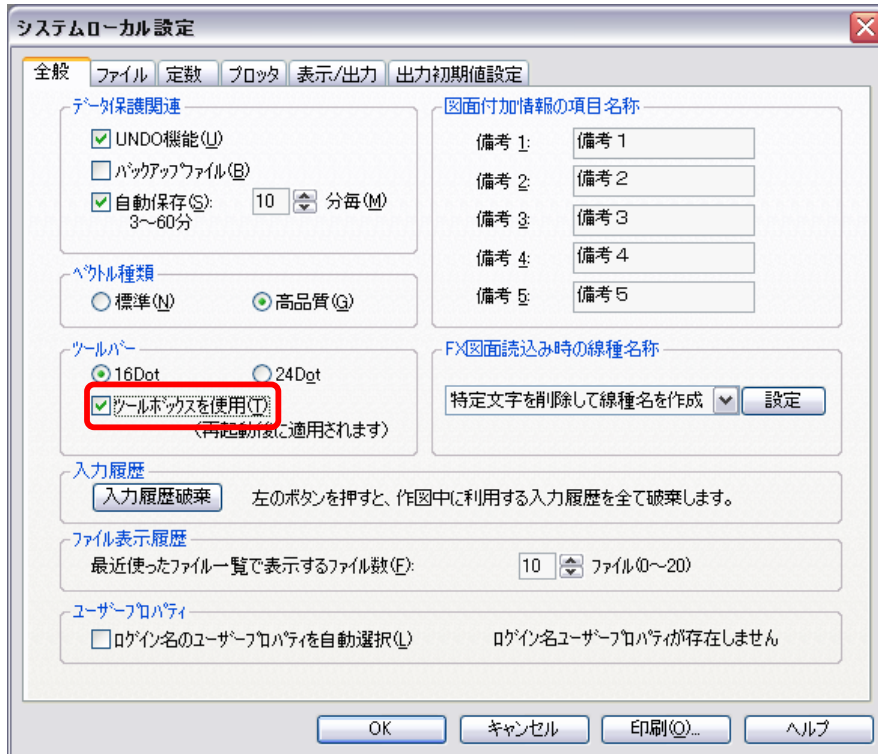 システムローカル設定
全般 ファイル 定数 プロッタ 表示/出力 出力初期値設定
データ保護関連
UNDO機能(U)
バックアップファイル(B)
自動保存(S): 10 分毎(M)
3～60分
ベクトル種類
標準(N) 高品質(G)
ツールバー
16Dot 24Dot
ツールボックスを使用(T)
(再起動後に適用されます)
図面付加情報の項目名称
備考 1: 備考 1
備考 2: 備考 2
備考 3: 備考 3
備考 4: 備考 4
備考 5: 備考 5
FX図面読込み時の線種名称
特定文字を削除して線種名を作成 設定
入力履歴
入力履歴破棄 左のボタンを押すと、作図中に利用する入力履歴を全て破棄します。
ファイル表示履歴
最近使ったファイル一覧で表示するファイル数(F): 10 ファイル(0～20)
ユーザープロパティ
ログイン名のユーザープロパティを自動選択(L) ログイン名ユーザープロパティが存在しません
OK キャンセル 印刷(O)... ヘルプ